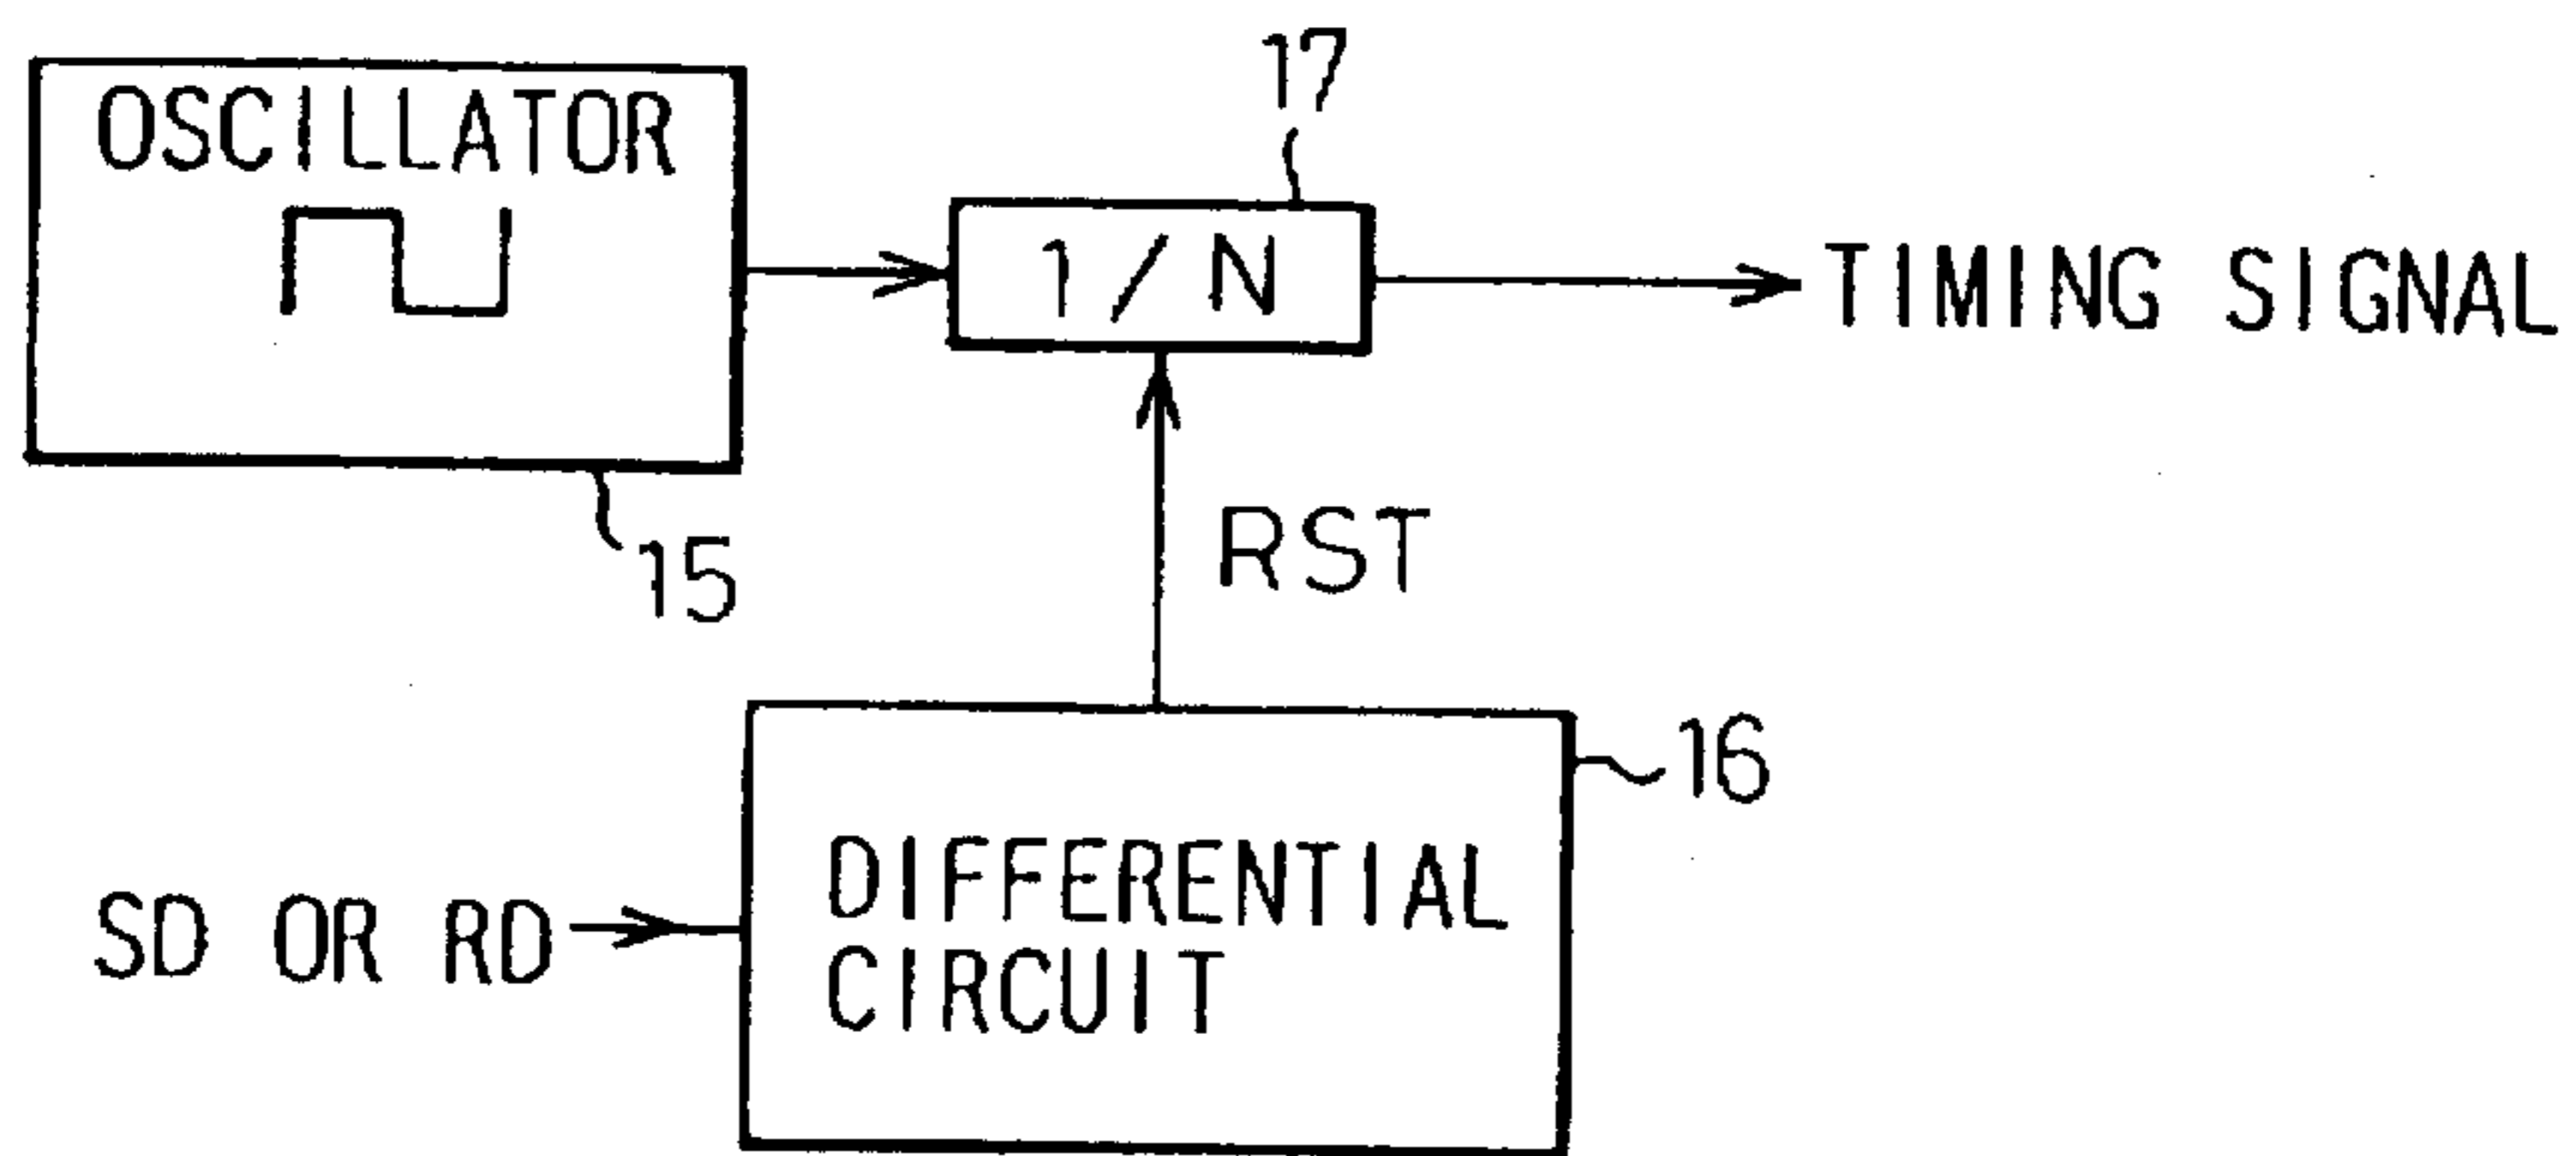 17
OSCILLATOR
1/N
TIMING SIGNAL
15
RST
16
SD OR RD
DIFFERENTIAL
CIRCUIT